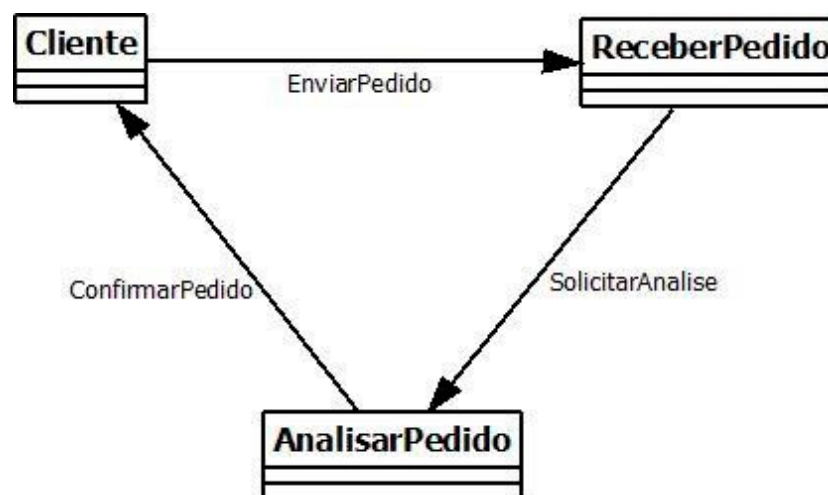 Cliente
ReceberPedido
EnviarPedido
ConfirmarPedido
SolicitarAnalise
AnalisarPedido